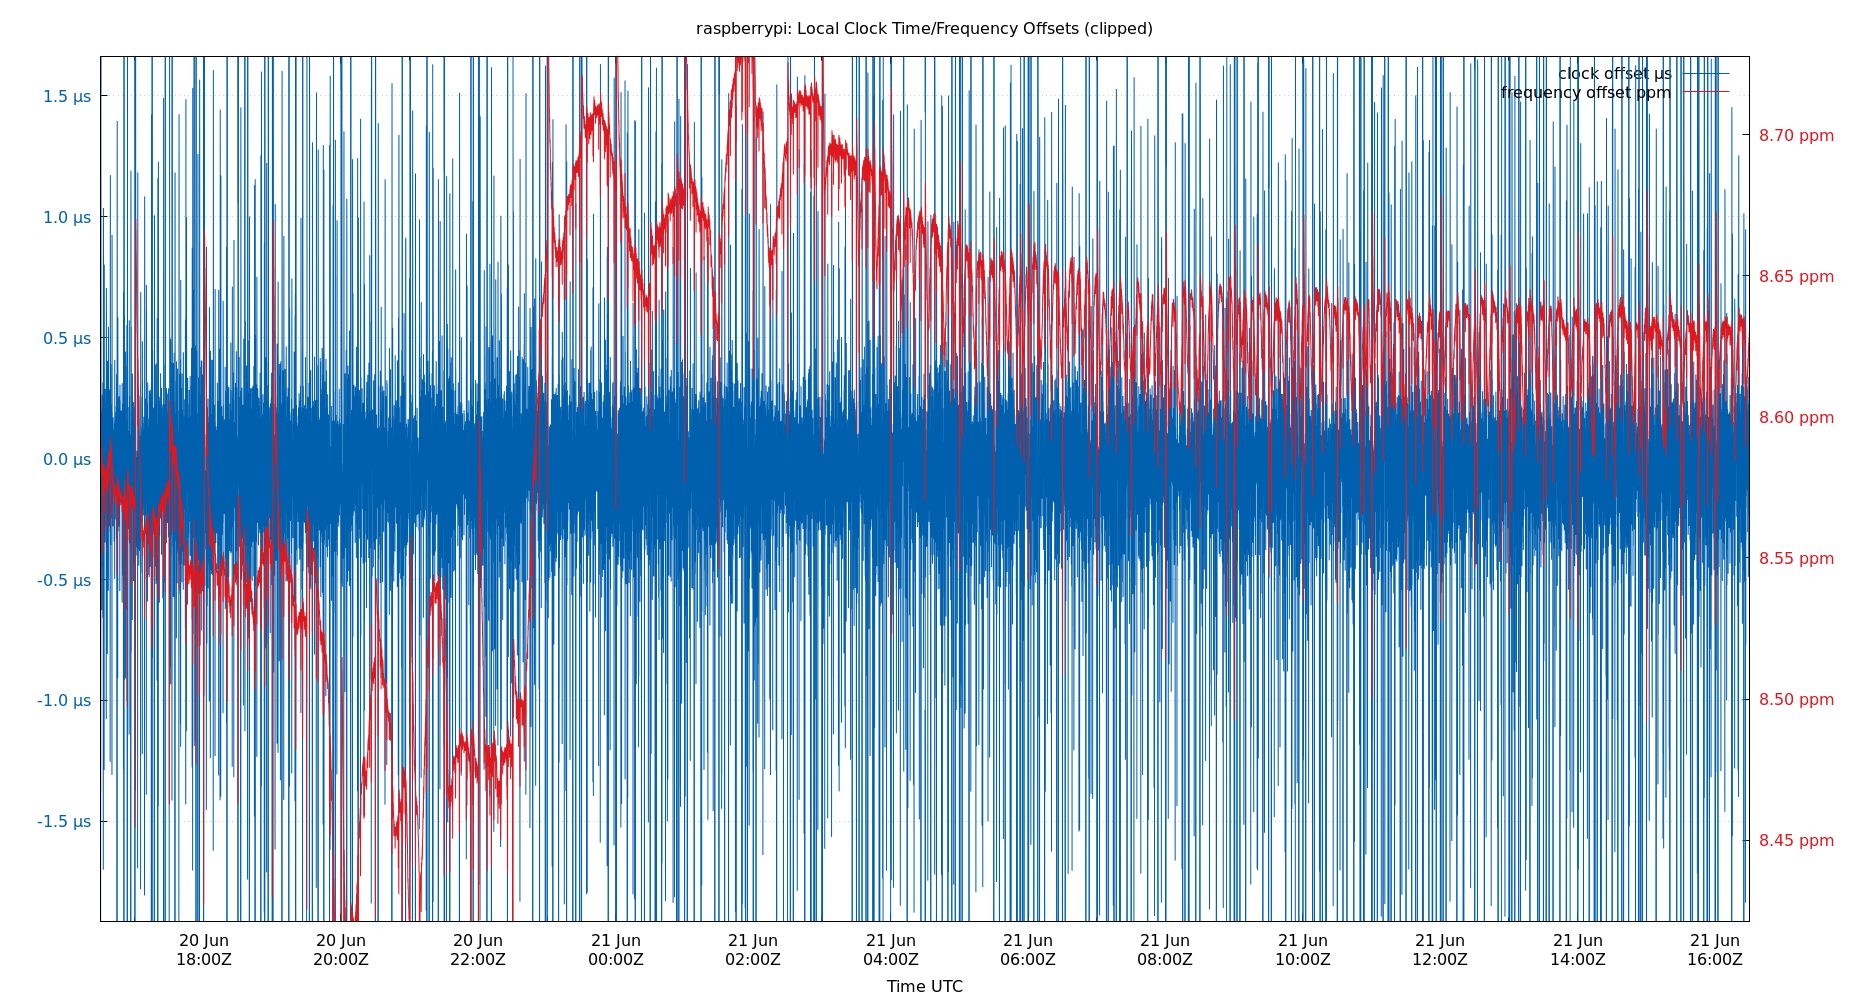 raspberrypi: Local Clock Time/Frequency Offsets (clipped)
clock offset µs
frequency offset ppm
1.5 µs
1.0 µs
0.5 µs
0.0 µs
-0.5 µs
-1.0 µs
-1.5 µs
8.70 ppm
8.65 ppm
8.60 ppm
8.55 ppm
8.50 ppm
8.45 ppm
20 Jun 20 Jun 20 Jun 21 Jun 21 Jun 21 Jun 21 Jun 21 Jun 21 Jun 21 Jun 21 Jun 21 Jun
18:00Z 20:00Z 22:00Z 00:00Z 02:00Z 04:00Z 06:00Z 08:00Z 10:00Z 12:00Z 14:00Z 16:00Z
Time UTC